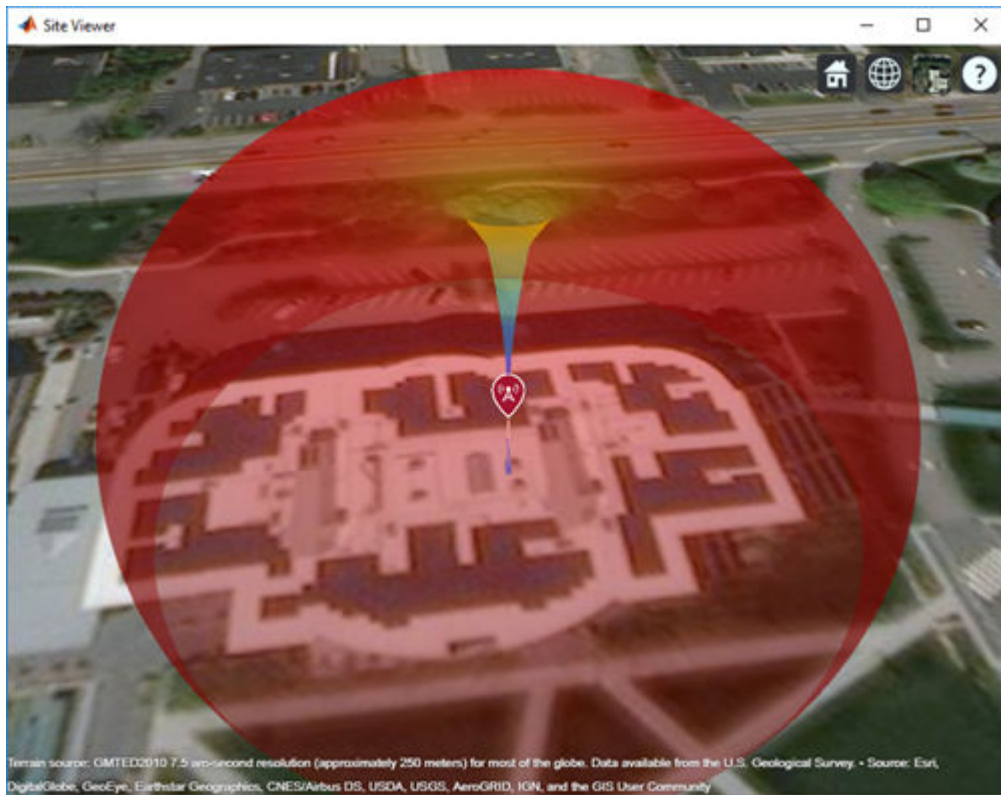 Site Viewer
?
Terrain source: GMTED2010 7.5 arc-second resolution (approximately 250 meters) for most of the globe. Data available from the U.S. Geological Survey. • Source: Esri,
DigitalGlobe, GeoEye, Earthstar Geographics, CNES/Airbus DS, USDA, USGS, AeroGRID, IGN, and the GIS User Community